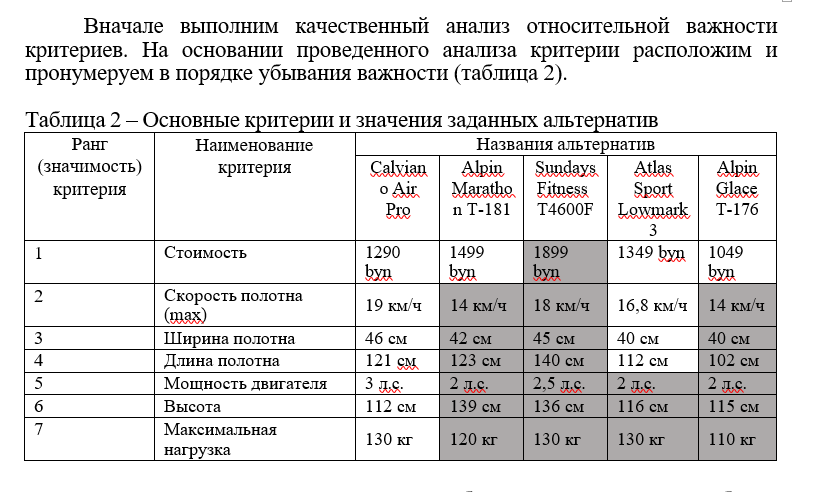 Вначале выполним качественный анализ относительной важности
критериев. На основании проведенного анализа критерии расположим и
пронумеруем в порядке убывания важности (таблица 2).
Таблица 2 – Основные критерии и значения заданных альтернатив
Ранг (значимость) критерия Наименование критерия Названия альтернатив
Calviano Air Pro Alpin Marathon T-181 Sundays Fitness T4600F Atlas Sport Lowmark 3 Alpin Glace T-176
1 Стоимость 1290 byn 1499 byn 1899 byn 1349 byn 1049 byn
2 Скорость полотна (max) 19 км/ч 14 км/ч 18 км/ч 16,8 км/ч 14 км/ч
3 Ширина полотна 46 см 42 см 45 см 40 см 40 см
4 Длина полотна 121 см 123 см 140 см 112 см 102 см
5 Мощность двигателя 3 л.с. 2 л.с. 2,5 л.с. 2 л.с. 2 л.с.
6 Высота 112 см 139 см 136 см 116 см 115 см
7 Максимальная нагрузка 130 кг 120 кг 130 кг 130 кг 110 кг